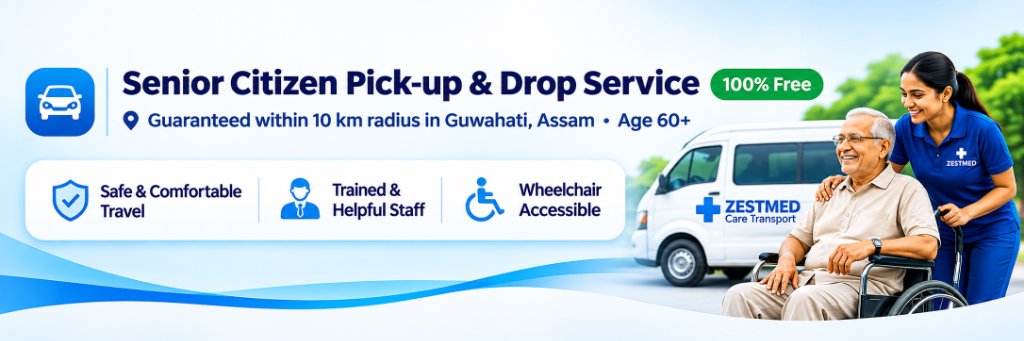 Senior Citizen Pick-up & Drop Service
100% Free
Guaranteed within 10 km radius in Guwahati, Assam • Age 60+
Safe & Comfortable
Travel
Trained &
Helpful Staff
Wheelchair
Accessible
ZESTMED
Care Transport
ZESTMED